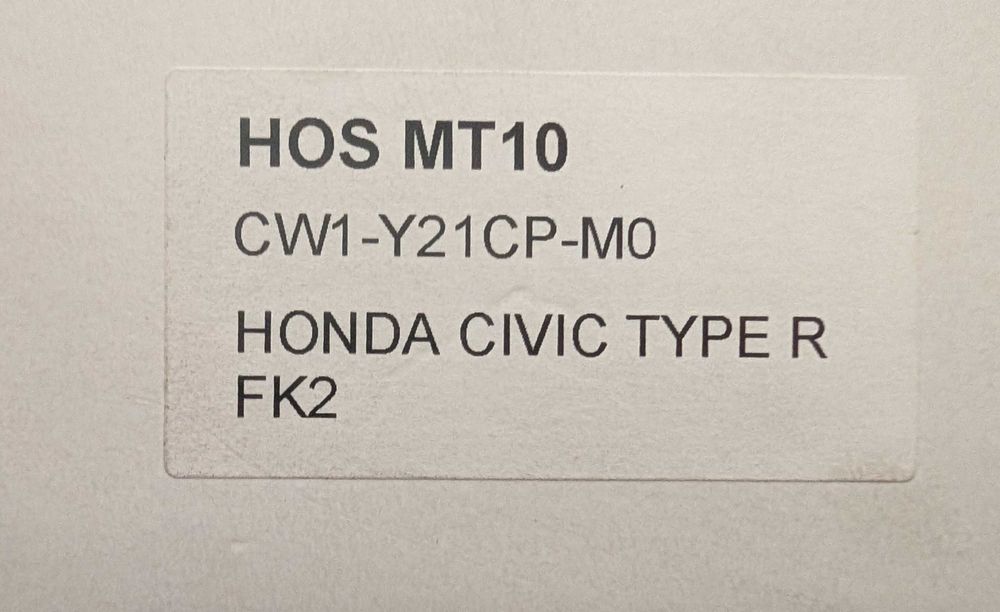 HOS MT10
CW1-Y21CP-M0
HONDA CIVIC TYPE R
FK2